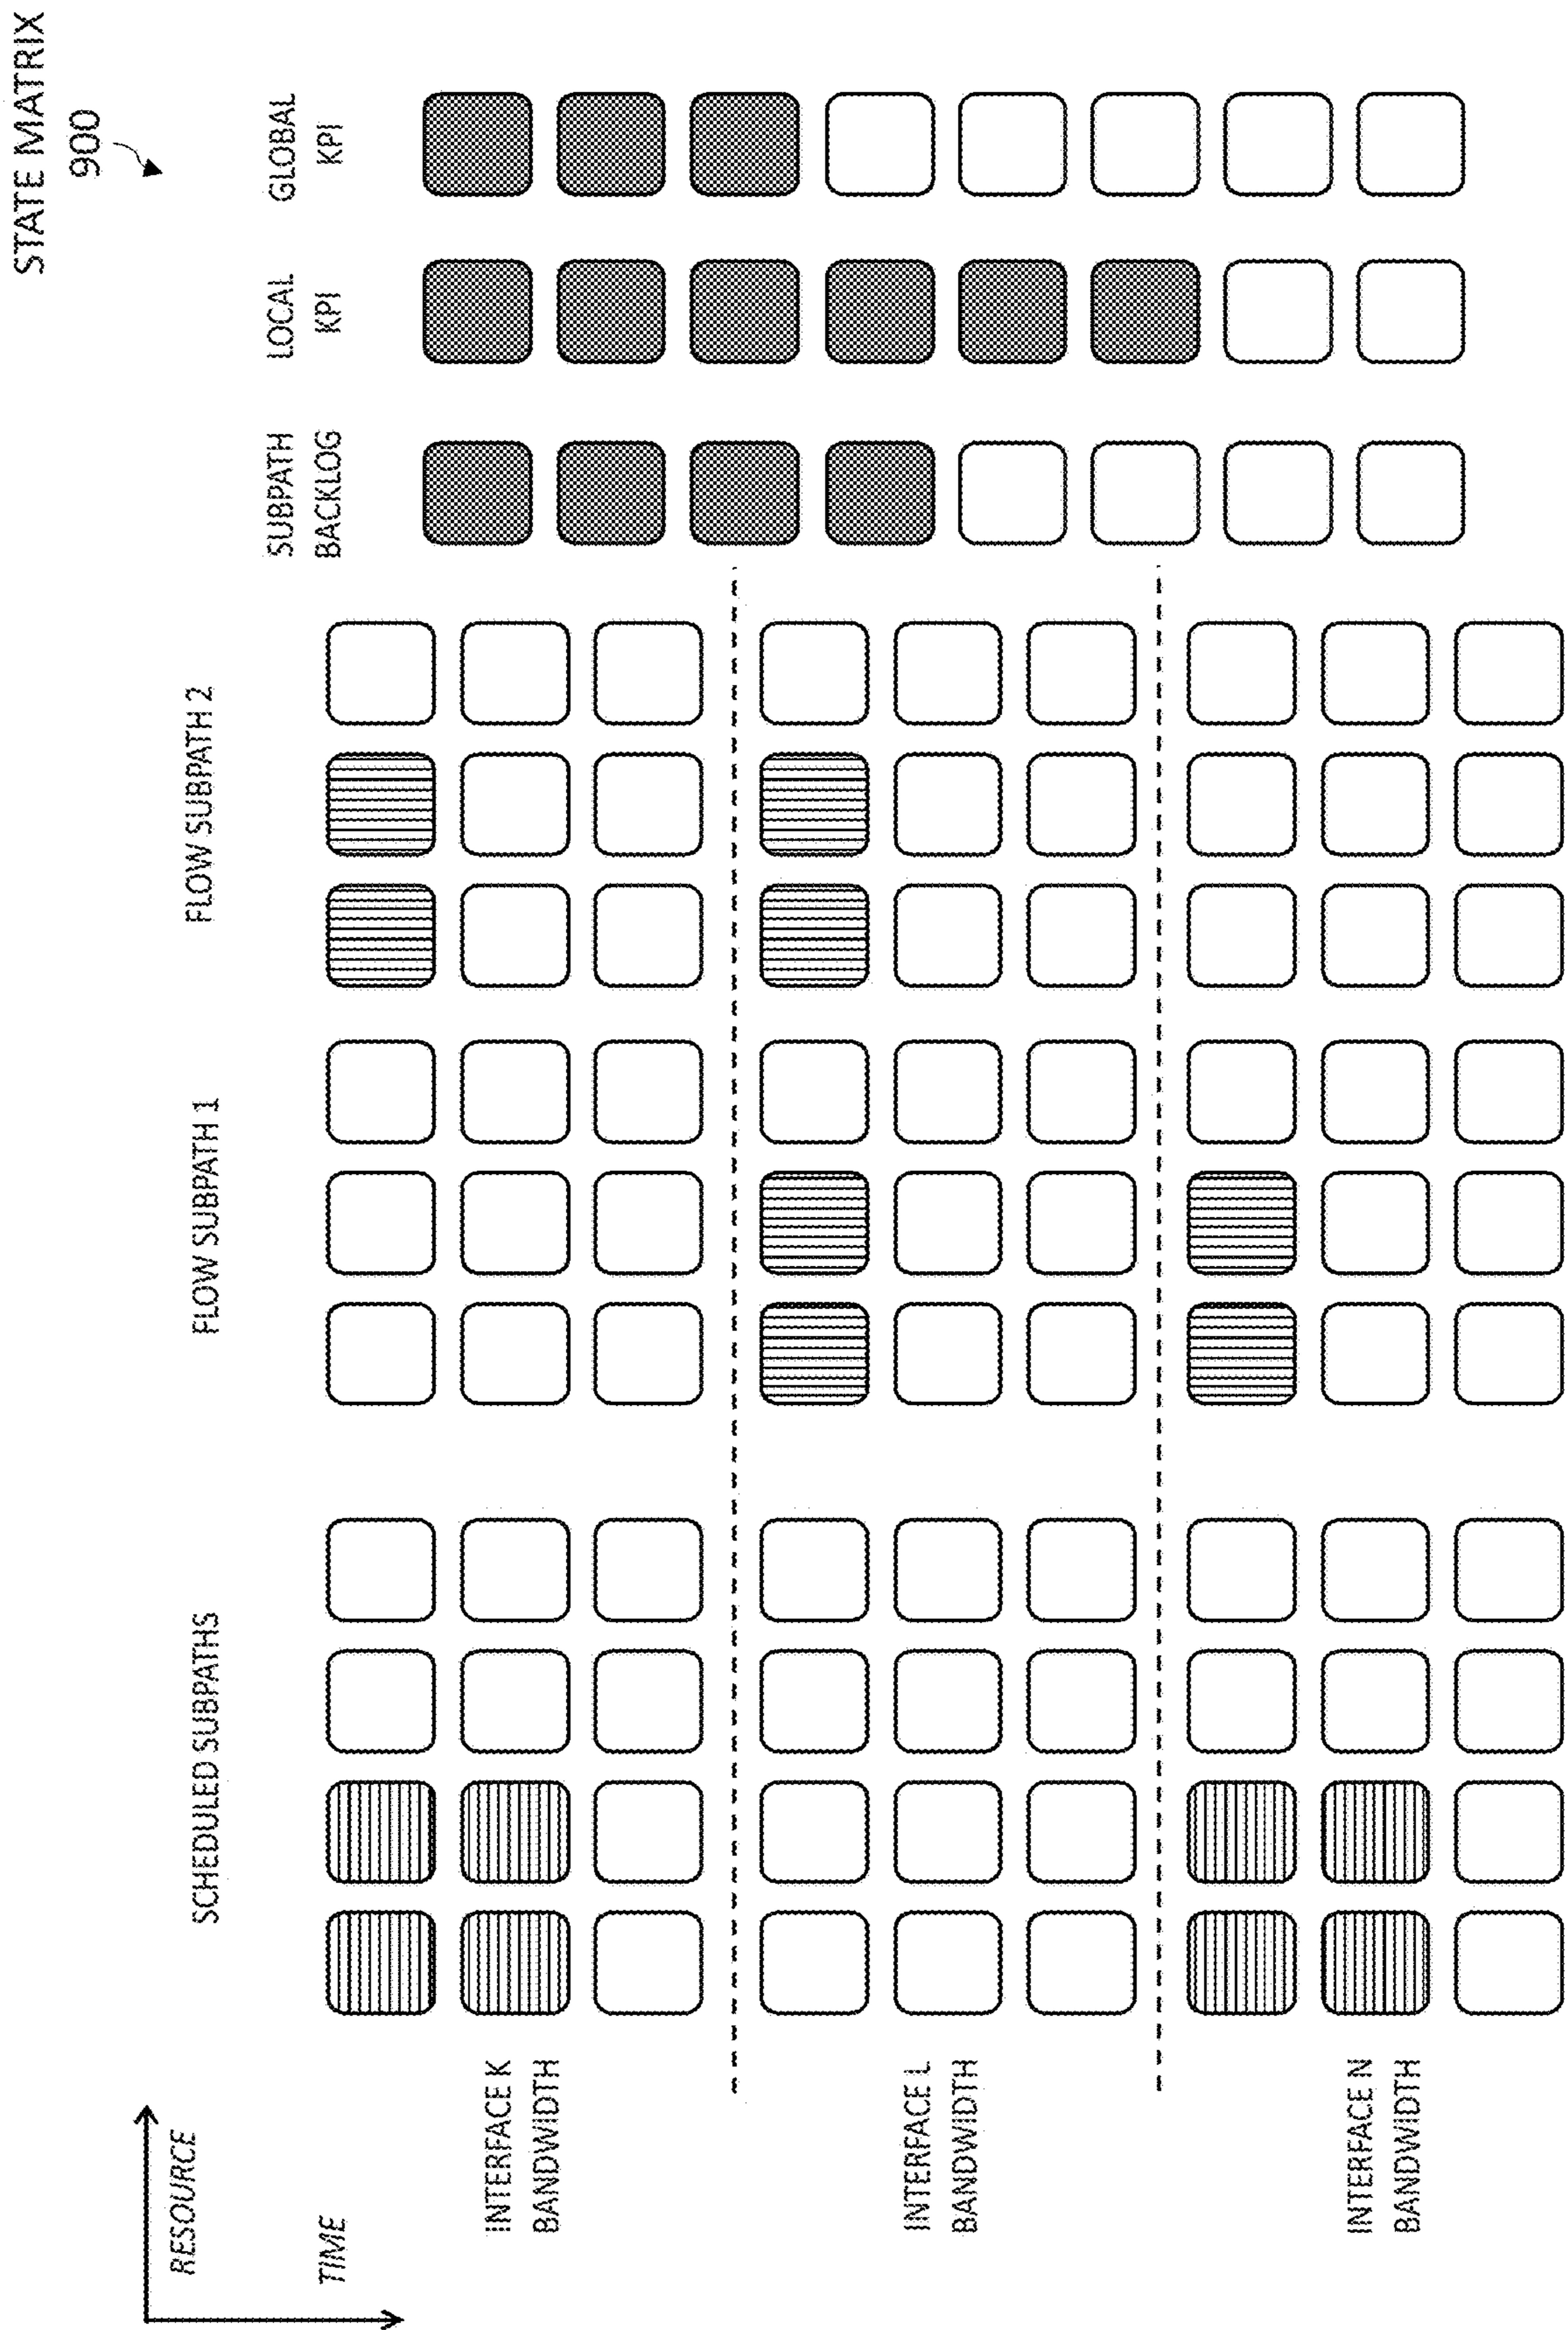 STATE MATRIX
900
SCHEDULED SUBPATHS
FLOW SUBPATH 1
FLOW SUBPATH 2
SUBPATH
BACKLOG
LOCAL
KPI
GLOBAL
KPI
RESOURCE
TIME
INTERFACE K
BANDWIDTH
INTERFACE L
BANDWIDTH
INTERFACE N
BANDWIDTH